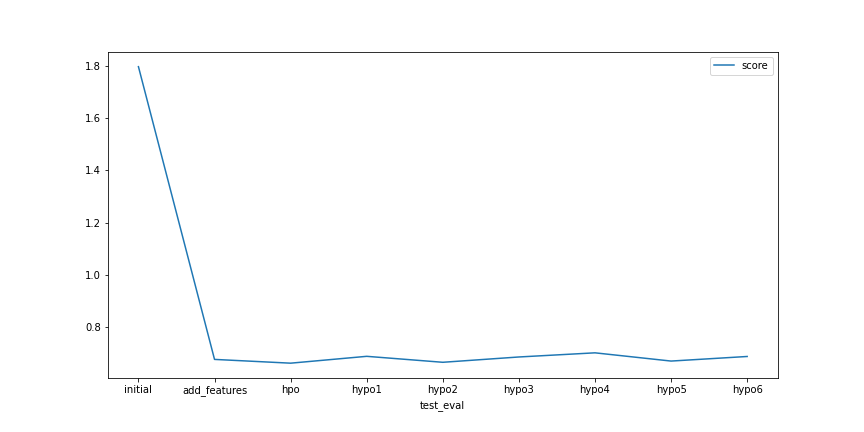 score
1.8
1.6
1.4
1.2
1.0
0.8
initial add_features hpo hypo1 hypo2 hypo3 hypo4 hypo5 hypo6
test_eval